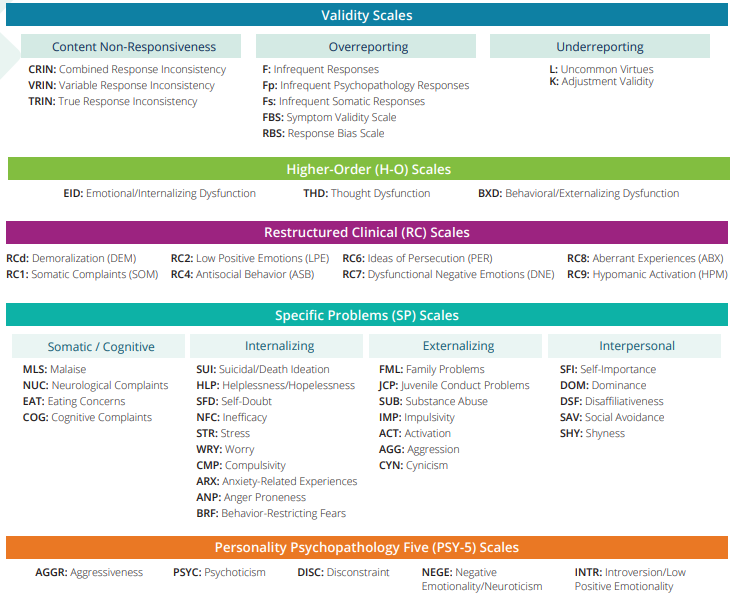 Validity Scales
Content Non-Responsiveness
CRIN: Combined Response Inconsistency
VRIN: Variable Response Inconsistency
TRIN: True Response Inconsistency
Overreporting
F: Infrequent Responses
Fp: Infrequent Psychopathology Responses
Fs: Infrequent Somatic Responses
FBS: Symptom Validity Scale
RBS: Response Bias Scale
Underreporting
L: Uncommon Virtues
K: Adjustment Validity
Higher-Order (H-O) Scales
EID: Emotional/Internalizing Dysfunction
THD: Thought Dysfunction
BXD: Behavioral/Externalizing Dysfunction
Restructured Clinical (RC) Scales
RCd: Demoralization (DEM)
RC1: Somatic Complaints (SOM)
RC2: Low Positive Emotions (LPE)
RC4: Antisocial Behavior (ASB)
RC6: Ideas of Persecution (PER)
RC7: Dysfunctional Negative Emotions (DNE)
RC8: Aberrant Experiences (ABX)
RC9: Hypomanic Activation (HPM)
Specific Problems (SP) Scales
Somatic / Cognitive
MLS: Malaise
NUC: Neurological Complaints
EAT: Eating Concerns
COG: Cognitive Complaints
Internalizing
SUI: Suicidal/Death Ideation
HLP: Helplessness/Hopelessness
SFD: Self-Doubt
NFC: Inefficacy
STR: Stress
WRY: Worry
CMP: Compulsivity
ARX: Anxiety-Related Experiences
ANP: Anger Proneness
BRF: Behavior-Restricting Fears
Externalizing
FML: Family Problems
JCP: Juvenile Conduct Problems
SUB: Substance Abuse
IMP: Impulsivity
ACT: Activation
AGG: Aggression
CYN: Cynicism
Interpersonal
SFI: Self-Importance
DOM: Dominance
DSF: Disaffiliativeness
SAV: Social Avoidance
SHY: Shyness
Personality Psychopathology Five (PSY-5) Scales
AGGR: Aggressiveness
PSYC: Psychoticism
DISC: Disconstraint
NEGE: Negative
Emotionality/Neuroticism
INTR: Introversion/Low
Positive Emotionality